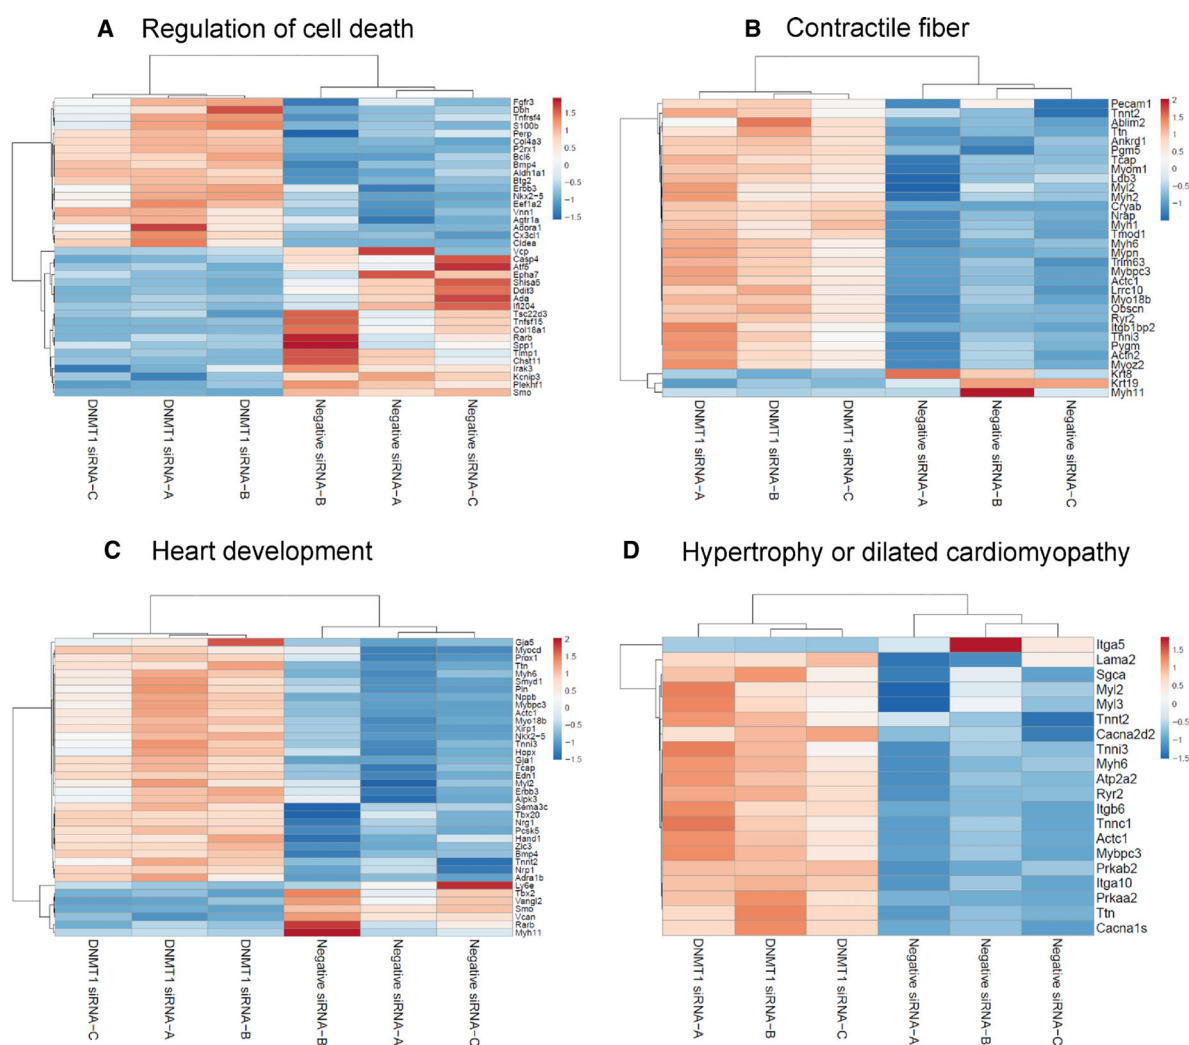 A Regulation of cell death
Fgfr3
Dbh
Tnfrsf4
S100b
Perp
Col4a3
P2rx1
Bcl6
Bmp4
Aldh1a1
Btg2
Erbb3
Nkx2-5
Eef1a2
Vnn1
Agtr1a
Adora1
Cx3cl1
Cidea
Vcp
Casp4
Atf5
Epha7
Shisa5
Ddit3
Ada
Ifi204
Tsc22d3
Tnfsf15
Col18a1
Rarb
Spp1
Timp1
Chst11
Irak3
Kcnip3
Plekhf1
Smo
1.5
1
0.5
0
-0.5
-1
-1.5
DNMT1 siRNA-C
DNMT1 siRNA-A
DNMT1 siRNA-B
Negative siRNA-B
Negative siRNA-A
Negative siRNA-C
B Contractile fiber
Pecam1
Tnnt2
Ablim2
Ttn
Ankrd1
Pgm5
Tcap
Myom1
Ldb3
Myl2
Myh2
Cryab
Nrap
Myh1
Tmod1
Myh6
Mypn
Trim63
Mybpc3
Actc1
Lrrc10
Myo18b
Obscn
Ryr2
Itgb1bp2
Tnni3
Pygm
Actn2
Myoz2
Krt8
Krt19
Myh11
2
1.5
1
0.5
0
-0.5
-1
-1.5
DNMT1 siRNA-A
DNMT1 siRNA-B
DNMT1 siRNA-C
Negative siRNA-A
Negative siRNA-B
Negative siRNA-C
C Heart development
Gja5
Myocd
Prox1
Ttn
Myh6
Smyd1
Pln
Nppb
Mybpc3
Actc1
Myo18b
Xirp1
Nkx2-5
Tnni3
Hopx
Gja1
Tcap
Edn1
Myl2
Erbb3
Alpk3
Sema3c
Tbx20
Nrg1
Pcsk5
Hand1
Zic3
Bmp4
Tnnt2
Nrp1
Adra1b
Ly6e
Tbx2
Vangl2
Smo
Vcan
Rarb
Myh11
2
1.5
1
0.5
0
-0.5
-1
-1.5
DNMT1 siRNA-C
DNMT1 siRNA-A
DNMT1 siRNA-B
Negative siRNA-B
Negative siRNA-A
Negative siRNA-C
D Hypertrophy or dilated cardiomyopathy
Itga5
Lama2
Sgca
Myl2
Myl3
Tnnt2
Cacna2d2
Tnni3
Myh6
Atp2a2
Ryr2
Itgb6
Tnnc1
Actc1
Mybpc3
Prkab2
Itga10
Prkaa2
Ttn
Cacna1s
1.5
1
0.5
0
-0.5
-1
-1.5
DNMT1 siRNA-A
DNMT1 siRNA-B
DNMT1 siRNA-C
Negative siRNA-A
Negative siRNA-B
Negative siRNA-C